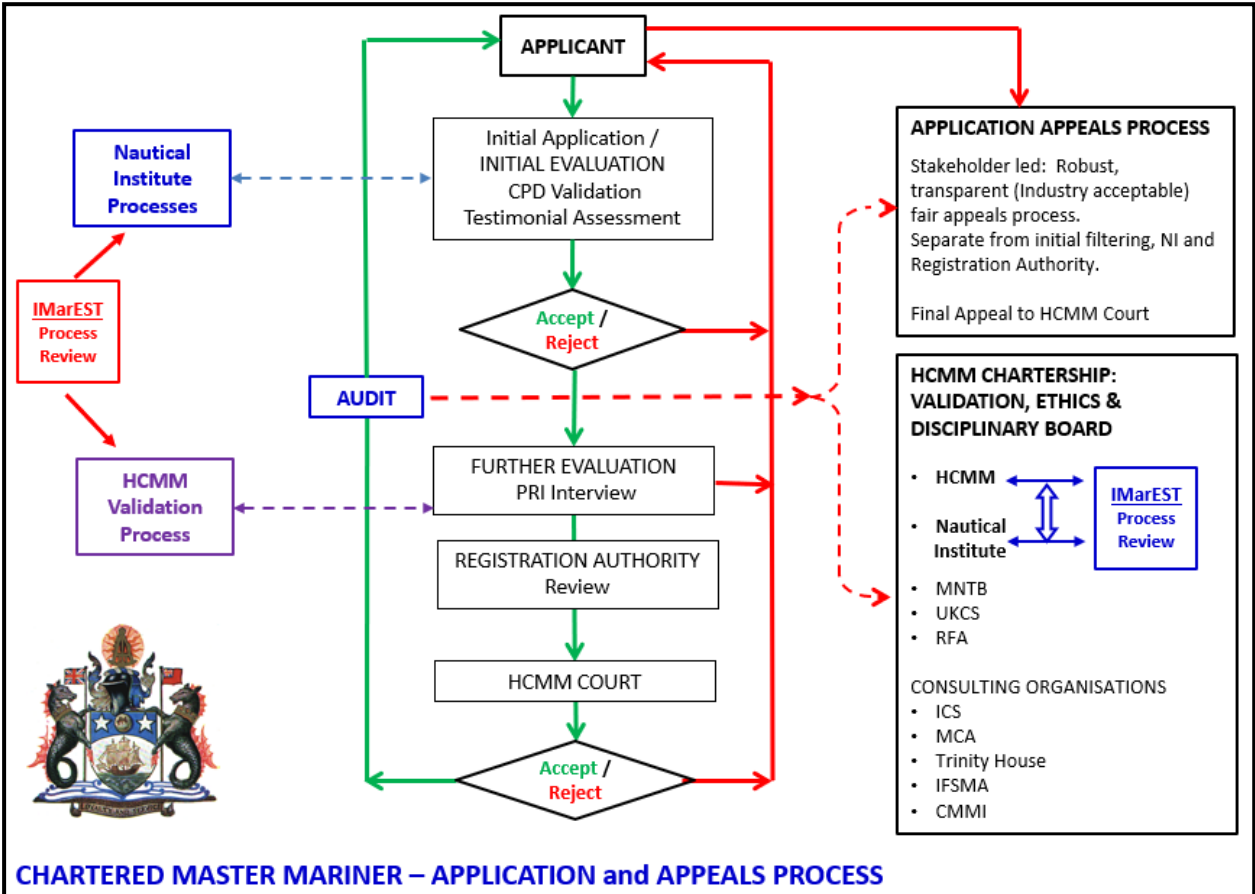 APPLICANT
Initial Application /
INITIAL EVALUATION
CPD Validation
Testimonial Assessment
Accept /
Reject
AUDIT
FURTHER EVALUATION
PRI Interview
REGISTRATION AUTHORITY
Review
HCMM COURT
Accept /
Reject
Nautical
Institute
Processes
IMarEST
Process
Review
HCMM
Validation
Process
APPLICATION APPEALS PROCESS
Stakeholder led:  Robust,
transparent (Industry acceptable)
fair appeals process.
Separate from initial filtering, NI and
Registration Authority.
Final Appeal to HCMM Court
HCMM CHARTERSHIP:
VALIDATION, ETHICS &
DISCIPLINARY BOARD
• HCMM
• Nautical
Institute
IMarEST
Process
Review
• MNTB
• UKCS
• RFA
CONSULTING ORGANISATIONS
• ICS
• MCA
• Trinity House
• IFSMA
• CMMI
CHARTERED MASTER MARINER – APPLICATION and APPEALS PROCESS